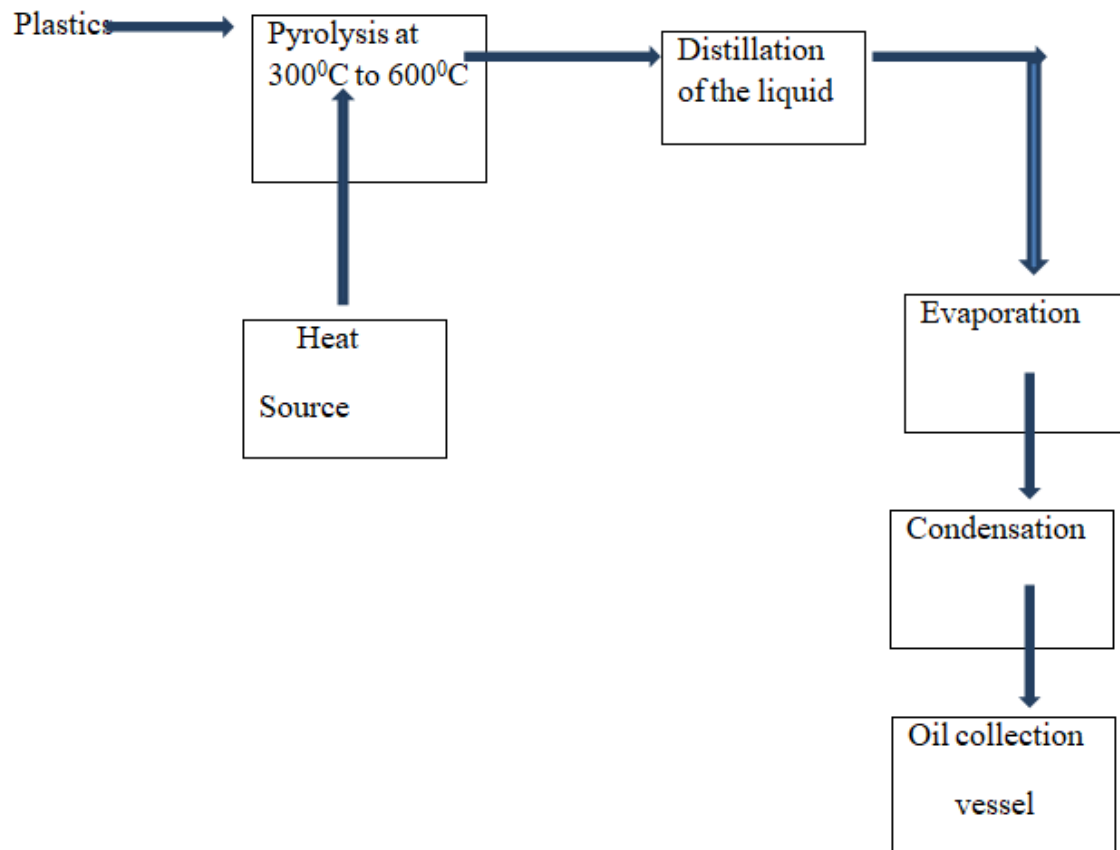 Plastics
Pyrolysis at
300⁰C to 600⁰C
Distillation
of the liquid
Heat
Source
Evaporation
Condensation
Oil collection
vessel